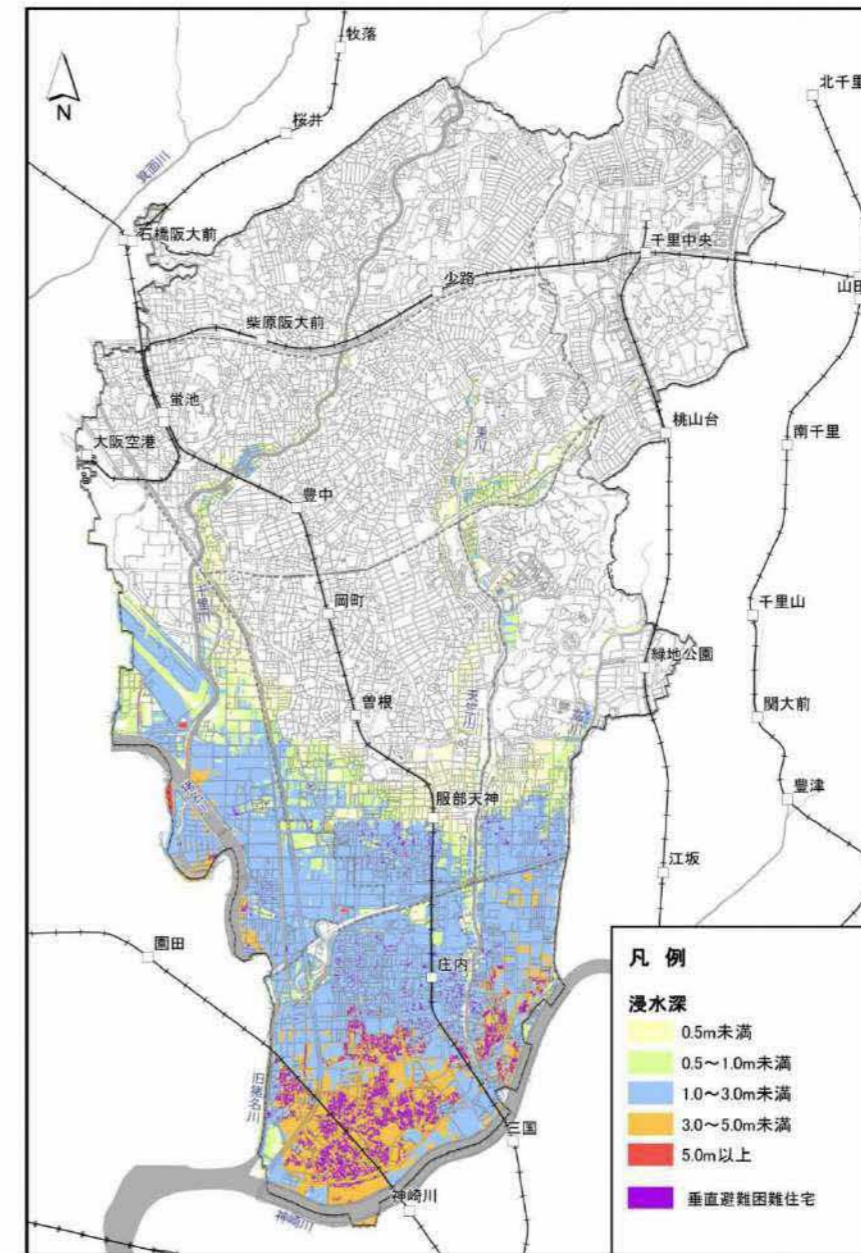 牧落
北千里
N
桜井
箕面川
石橋阪大前
千里中央
少路
山田
柴原阪大前
蛍池
桃山台
大阪空港
南千里
豊中
千里川
岡町
千里山
緑地公園
曽根
天竺川
関大前
服部天神
豊津
江坂
園田
庄内
旧猪名川
三国
神崎川
神崎川
凡 例
浸水深
0.5m未満
0.5～1.0m未満
1.0～3.0m未満
3.0～5.0m未満
5.0m以上
垂直避難困難住宅